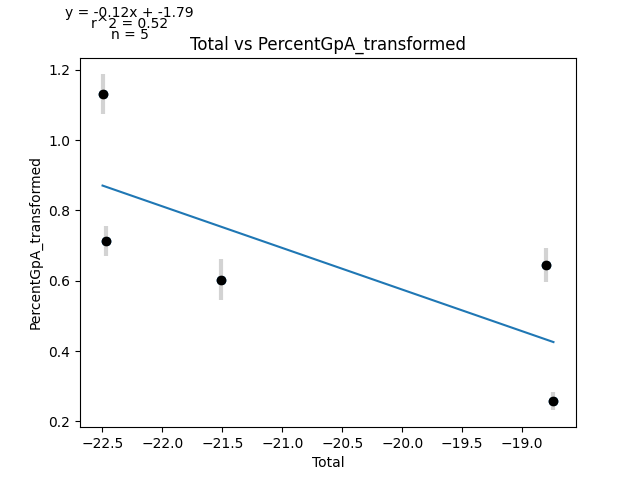 y = -0.12x + -1.79
r^2 = 0.52
n = 5
Total vs PercentGpA_transformed
PercentGpA_transformed
1.2
1.0
0.8
0.6
0.4
0.2
−22.5 −22.0 −21.5 −21.0 −20.5 −20.0 −19.5 −19.0
Total